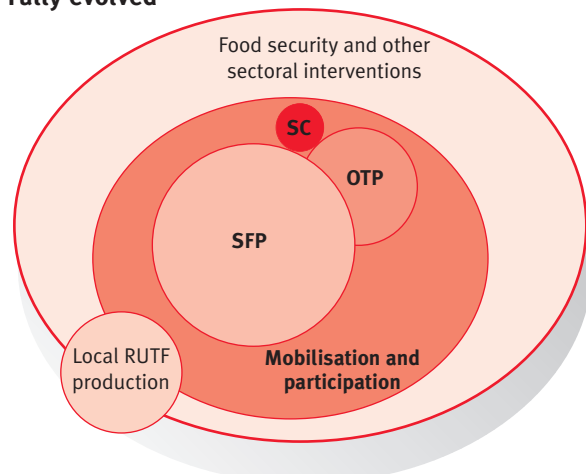 Fully evolved
Food security and other
sectoral interventions
SC
OTP
SFP
Local RUTF
production
Mobilisation and
participation